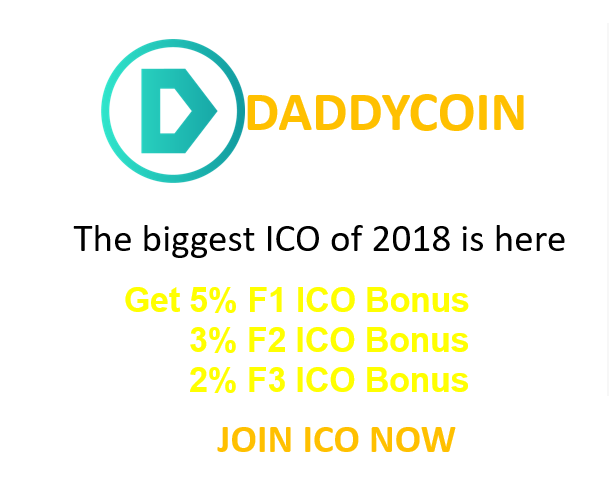 DADDYCOIN
The biggest ICO of 2018 is here
Get 5% F1 ICO Bonus
3% F2 ICO Bonus
2% F3 ICO Bonus
JOIN ICO NOW